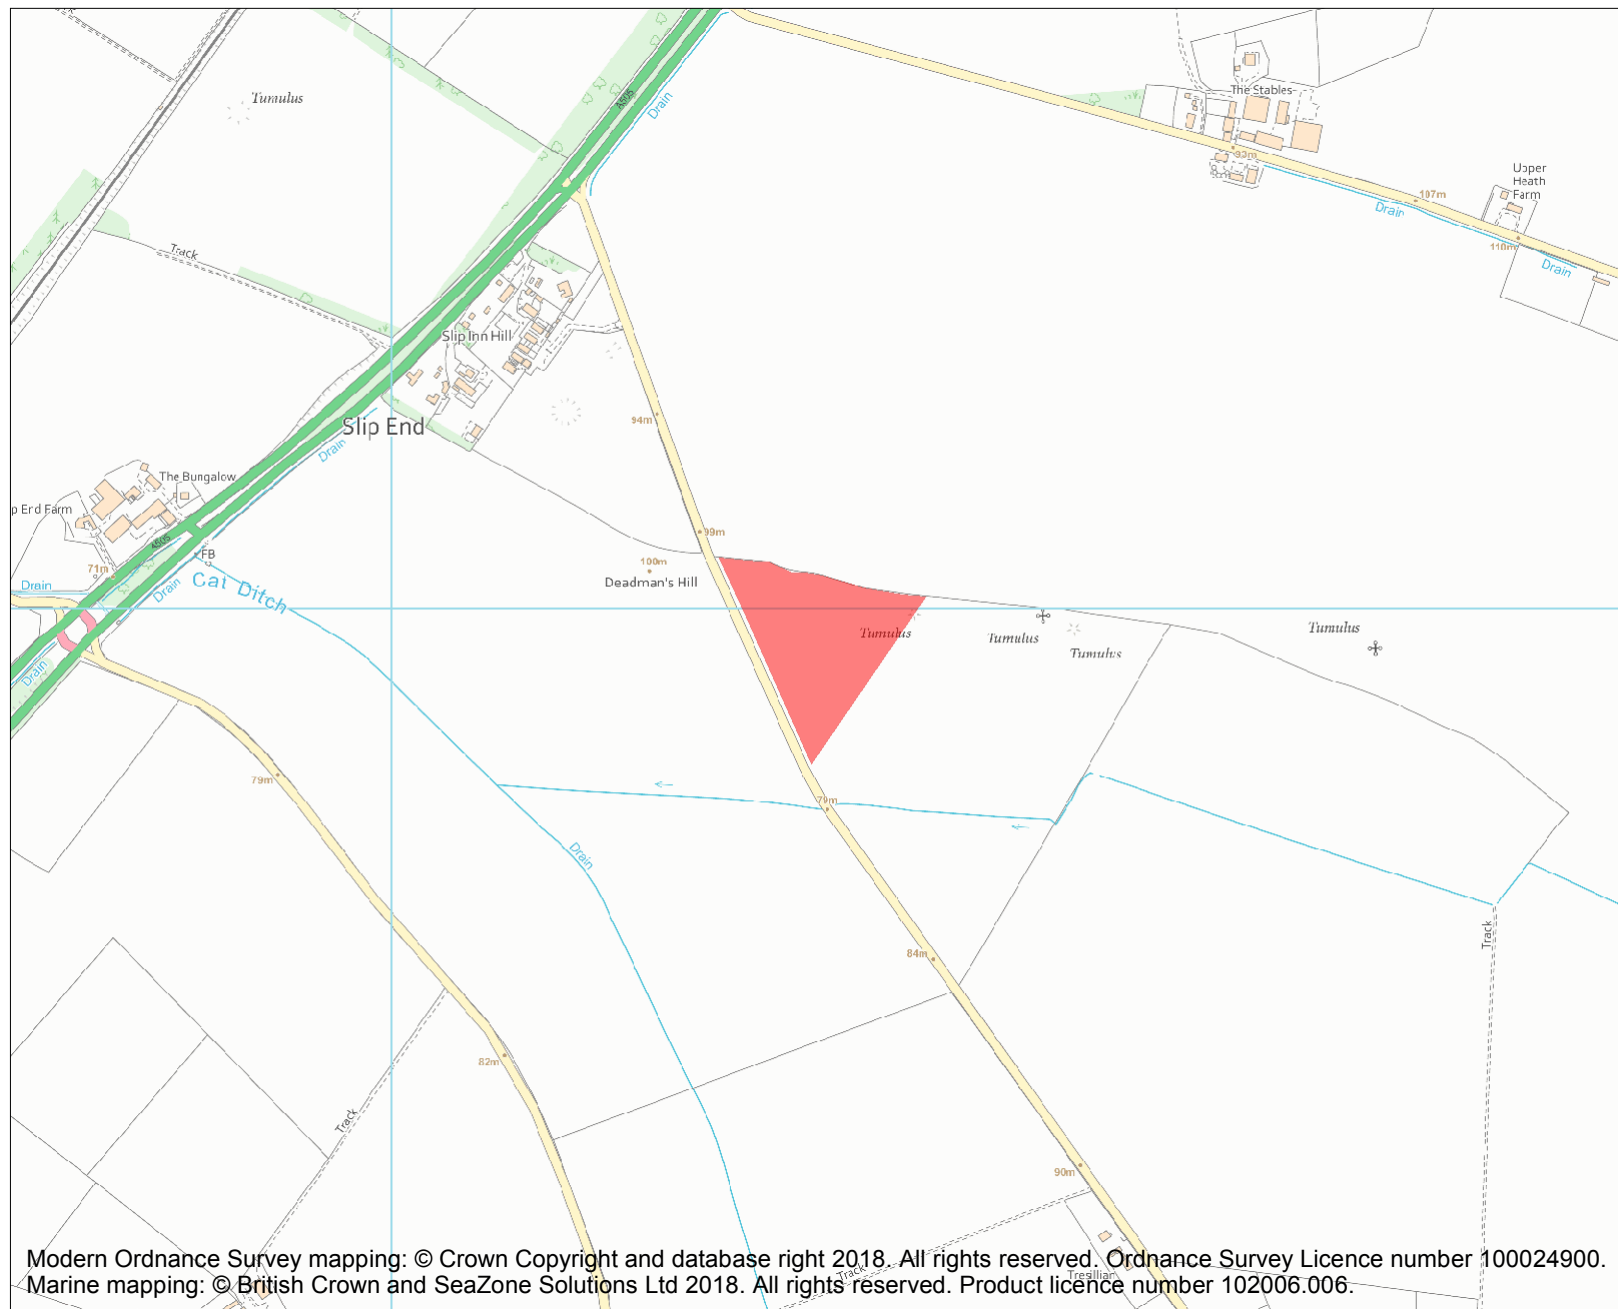 Tumulus
A505
Drain
The Stables
92m
Upper
Heath
Farm
107m
Drain
110m
Drain
Track
Slip Inn Hill
94m
Slip End
Drain
The Bungalow
p End Farm
A505
FB
71m
Drain
Drain
Cat Ditch
99m
100m
Deadman's Hill
Tumulus
Tumulus
Tumulus
Tumulus
Drain
79m
79m
Drain
84m
Track
82m
Track
90m
Track
Tresillian
Modern Ordnance Survey mapping: © Crown Copyright and database right 2018. All rights reserved. Ordnance Survey Licence number 100024900.
Marine mapping: © British Crown and SeaZone Solutions Ltd 2018. All rights reserved. Product licence number 102006.006.